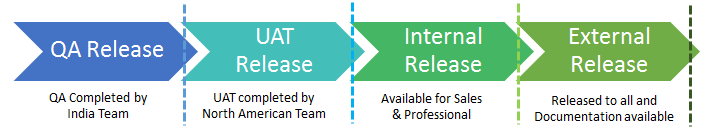 QA Release
UAT
Release
Internal
Release
External
Release
QA Completed by
India Team
UAT completed by
North American Team
Available for Sales
& Professional
Released to all and
Documentation available